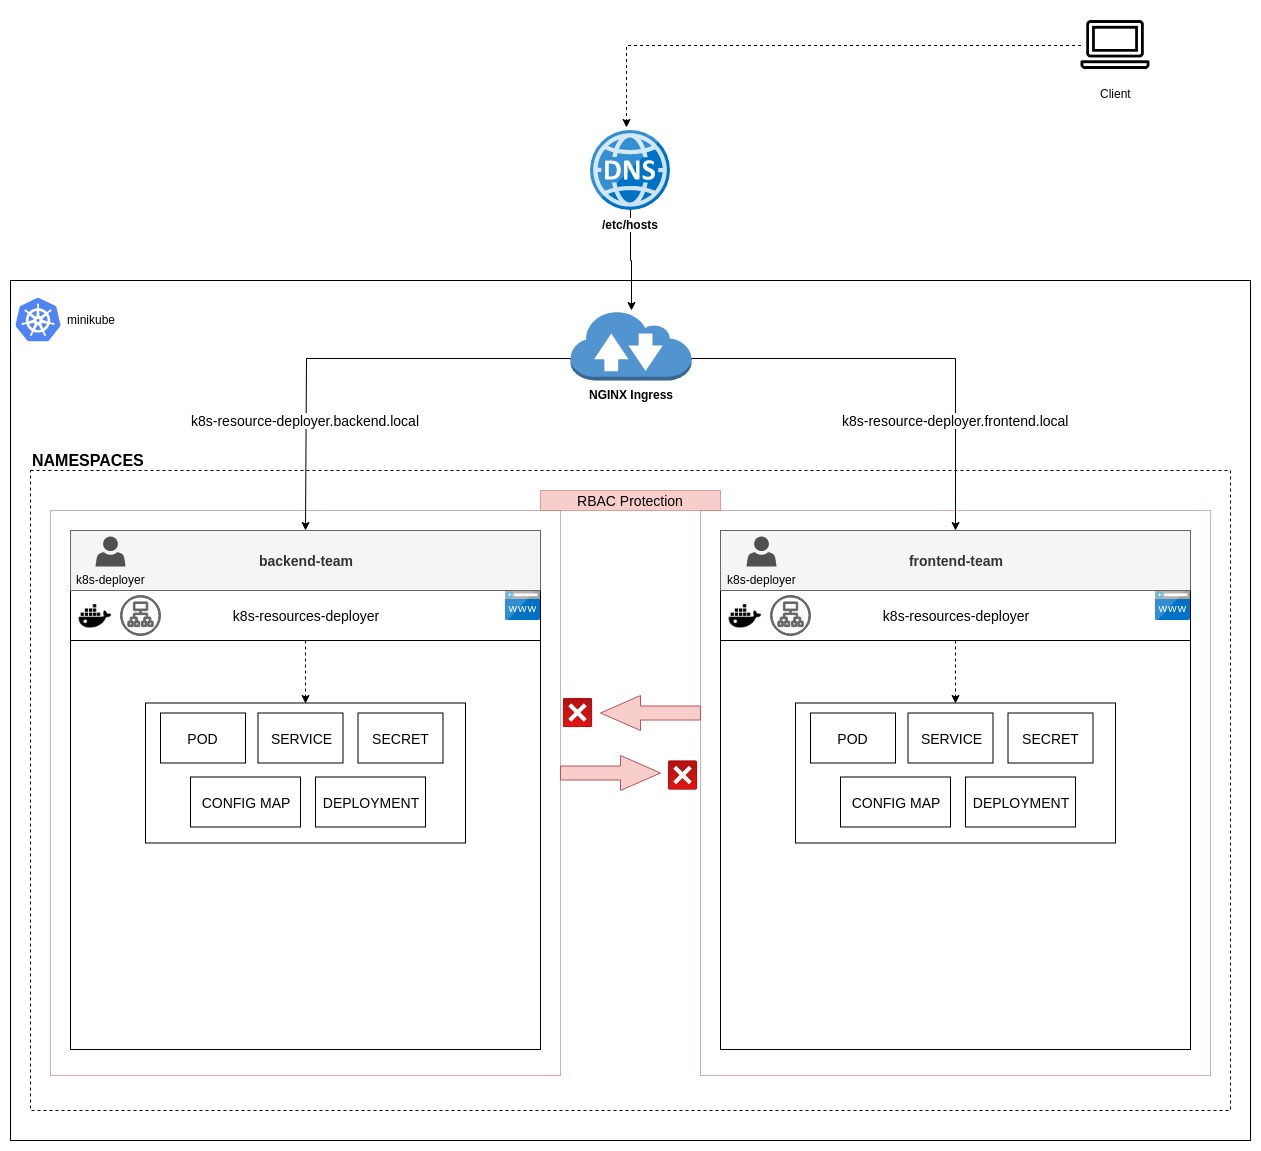 Client
DNS
/etc/hosts
minikube
NGINX Ingress
k8s-resource-deployer.backend.local
k8s-resource-deployer.frontend.local
NAMESPACES
RBAC Protection
k8s-deployer
backend-team
k8s-resources-deployer
WWW
POD
SERVICE
SECRET
CONFIG MAP
DEPLOYMENT
k8s-deployer
frontend-team
k8s-resources-deployer
WWW
POD
SERVICE
SECRET
CONFIG MAP
DEPLOYMENT